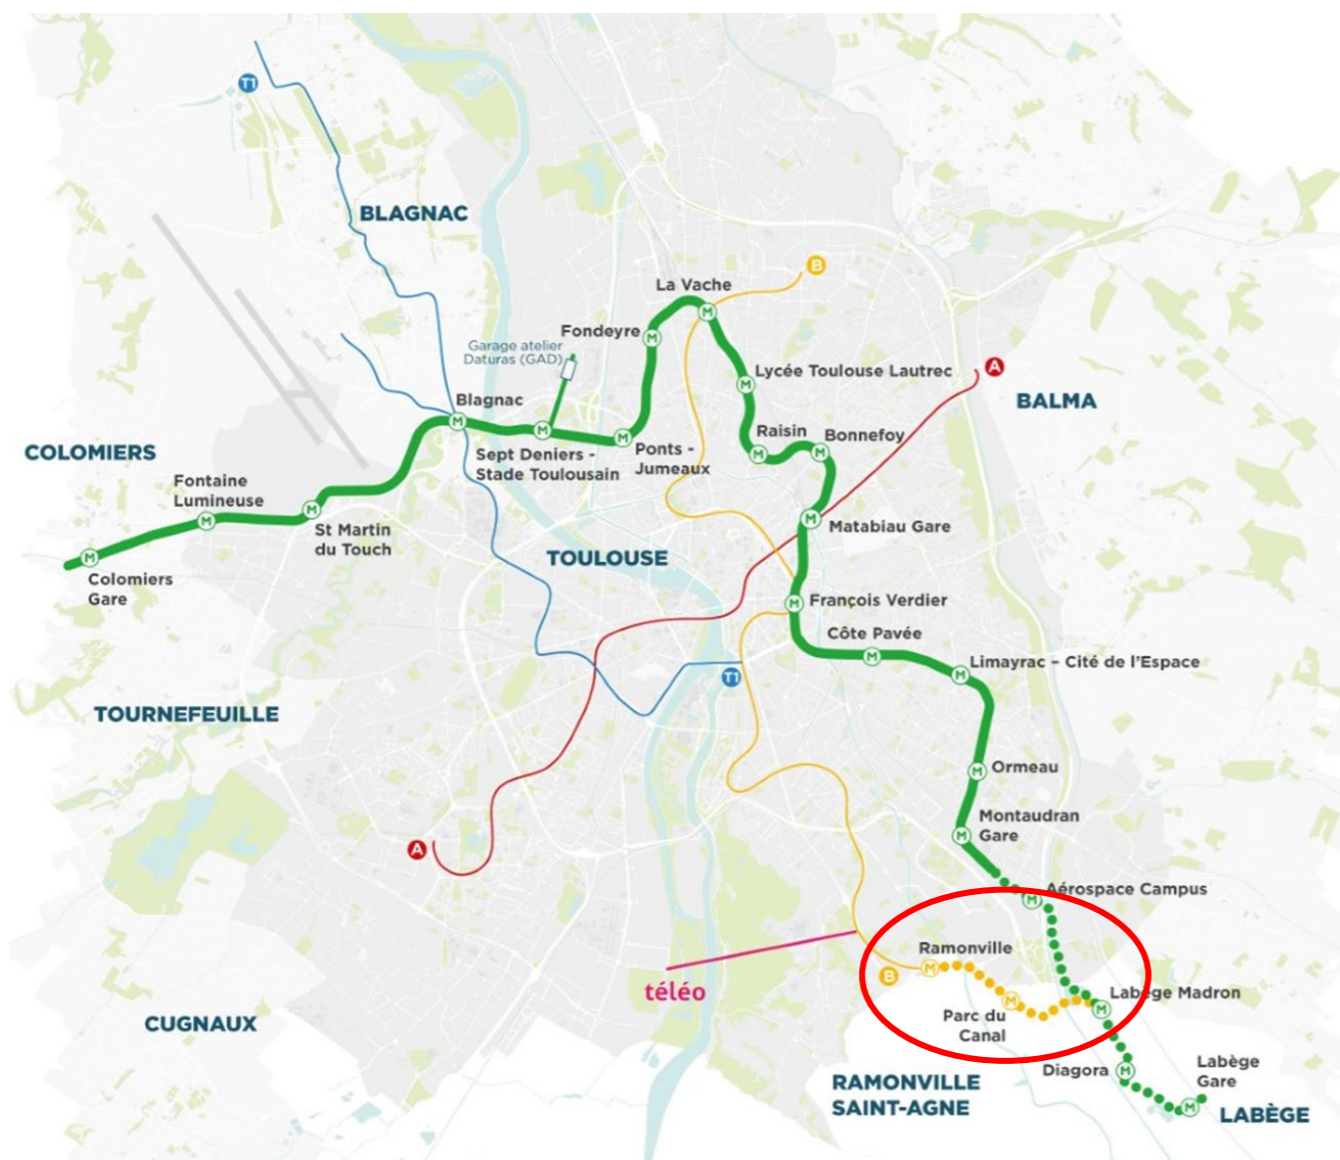 T1
BLAGNAC
B
La Vache
Fondeyre
Garage atelier
Daturas (GAD)
Lycée Toulouse Lautrec
A
BALMA
Blagnac
M
M
M
M
M
M
Raisin
M
Bonnefoy
M
COLOMIERS
Sept Deniers -
Stade Toulousain
Ponts -
Jumeaux
Fontaine
Lumineuse
M
St Martin
du Touch
M
Matabiau Gare
M
TOULOUSE
Colomiers
Gare
M
François Verdier
M
Côte Pavée
M
Limayrac – Cité de l'Espace
M
T1
TOURNEFEUILLE
Ormeau
M
Montaudran
Gare
M
A
Aérospace Campus
M
Ramonville
M
B
téléo
Parc du
Canal
M
Labège Madron
M
CUGNAUX
Diagora
M
Labège
Gare
M
RAMONVILLE
SAINT-AGNE
LABÈGE